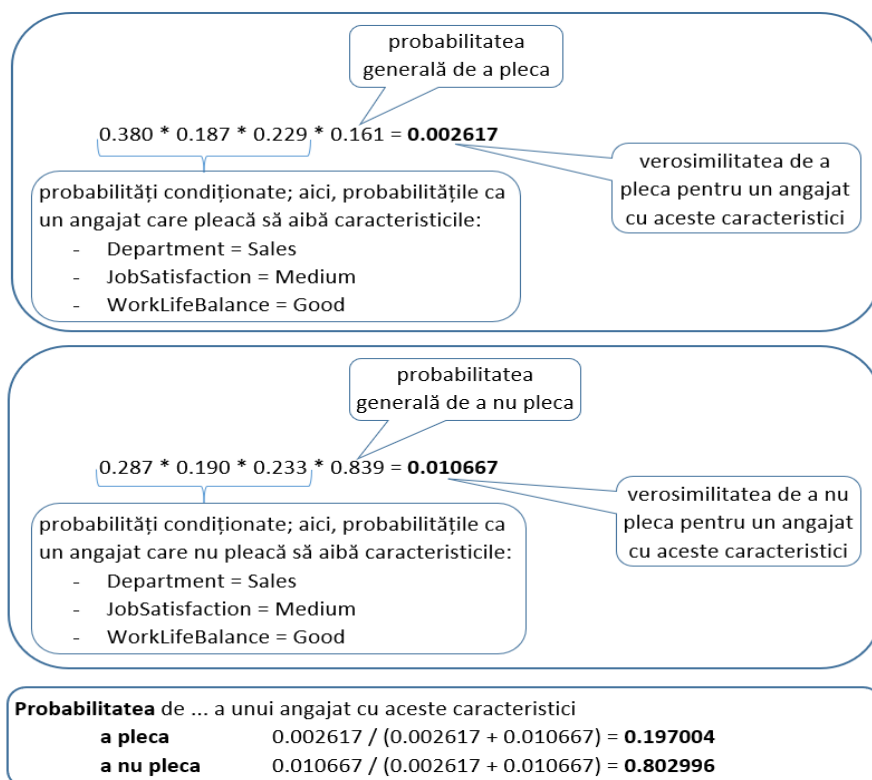 probabilitatea
generală de a pleca
0.380 * 0.187 * 0.229 * 0.161 = 0.002617
verosimilitatea de a
pleca pentru un angajat
cu aceste caracteristici
probabilități condiționate; aici, probabilitățile ca
un angajat care pleacă să aibă caracteristicile:
- Department = Sales
- JobSatisfaction = Medium
- WorkLifeBalance = Good
probabilitatea
generală de a nu pleca
0.287 * 0.190 * 0.233 * 0.839 = 0.010667
verosimilitatea de a nu
pleca pentru un angajat
cu aceste caracteristici
probabilități condiționate; aici, probabilitățile ca
un angajat care nu pleacă să aibă caracteristicile:
- Department = Sales
- JobSatisfaction = Medium
- WorkLifeBalance = Good
Probabilitatea de ... a unui angajat cu aceste caracteristici
a pleca 0.002617 / (0.002617 + 0.010667) = 0.197004
a nu pleca 0.010667 / (0.002617 + 0.010667) = 0.802996